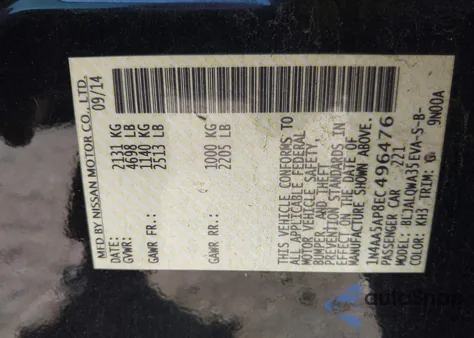 MFD BY NISSAN MOTOR CO., LTD.
DATE: 09/14
GVWR: 2131 KG
4698 LB
GAWR FR.: 1140 KG
2513 LB
GAWR RR.: 1000 KG
2205 LB
THIS VEHICLE CONFORMS TO
ALL APPLICABLE FEDERAL
MOTOR VEHICLE SAFETY,
BUMPER, AND THEFT
PREVENTION STANDARDS IN
EFFECT ON THE DATE OF
MANUFACTURE SHOWN ABOVE.
1N4AA5AP8EC496476
PASSENGER CAR 221
MODEL: BLJALQWA35EVA-S-B-
COLOR: KH3 TRIM: G 9N00A
autoSnap